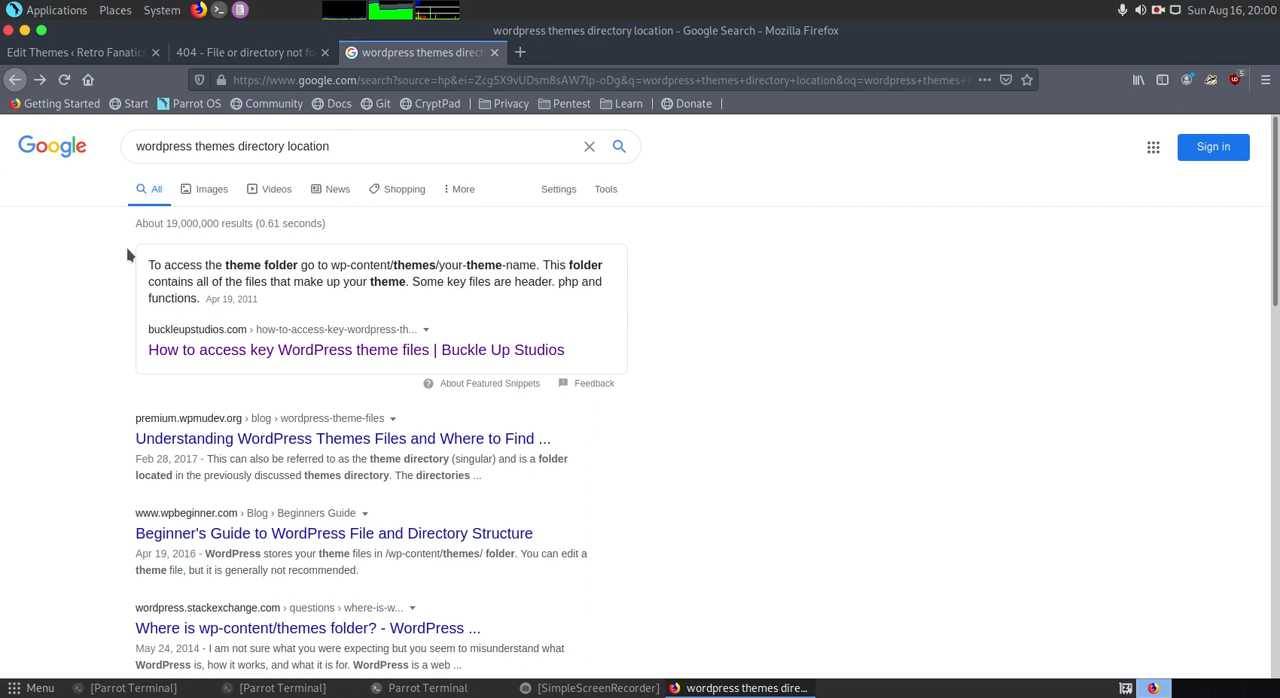 Applications Places System Sun Aug 16, 20:00
wordpress themes directory location - Google Search - Mozilla Firefox
Edit Themes ‹ Retro Fanatic
404 - File or directory not fo
wordpress themes direct
https://www.google.com/search?source=hp&ei=Zcg5X9vUDsm8sAW7lp-oDg&q=wordpress+themes+directory+location&oq=wordpress+themes+
5
Getting Started Start Parrot OS Community Docs Git CryptPad Privacy Pentest Learn Donate
Google
wordpress themes directory location
Sign in
All Images Videos News Shopping More Settings Tools
About 19,000,000 results (0.61 seconds)
To access the theme folder go to wp-content/themes/your-theme-name. This folder
contains all of the files that make up your theme. Some key files are header. php and
functions. Apr 19, 2011
buckleupstudios.com › how-to-access-key-wordpress-th...
How to access key WordPress theme files | Buckle Up Studios
About Featured Snippets Feedback
premium.wpmudev.org › blog › wordpress-theme-files
Understanding WordPress Themes Files and Where to Find ...
Feb 28, 2017 - This can also be referred to as the theme directory (singular) and is a folder
located in the previously discussed themes directory. The directories ...
www.wpbeginner.com › Blog › Beginners Guide
Beginner's Guide to WordPress File and Directory Structure
Apr 19, 2016 - WordPress stores your theme files in /wp-content/themes/ folder. You can edit a
theme file, but it is generally not recommended.
wordpress.stackexchange.com › questions › where-is-w...
Where is wp-content/themes folder? - WordPress ...
May 24, 2014 - I am not sure what you were expecting but you seem to misunderstand what
WordPress is, how it works, and what it is for. WordPress is a web ...
Menu [Parrot Terminal] [Parrot Terminal] Parrot Terminal [SimpleScreenRecorder] wordpress themes dire...